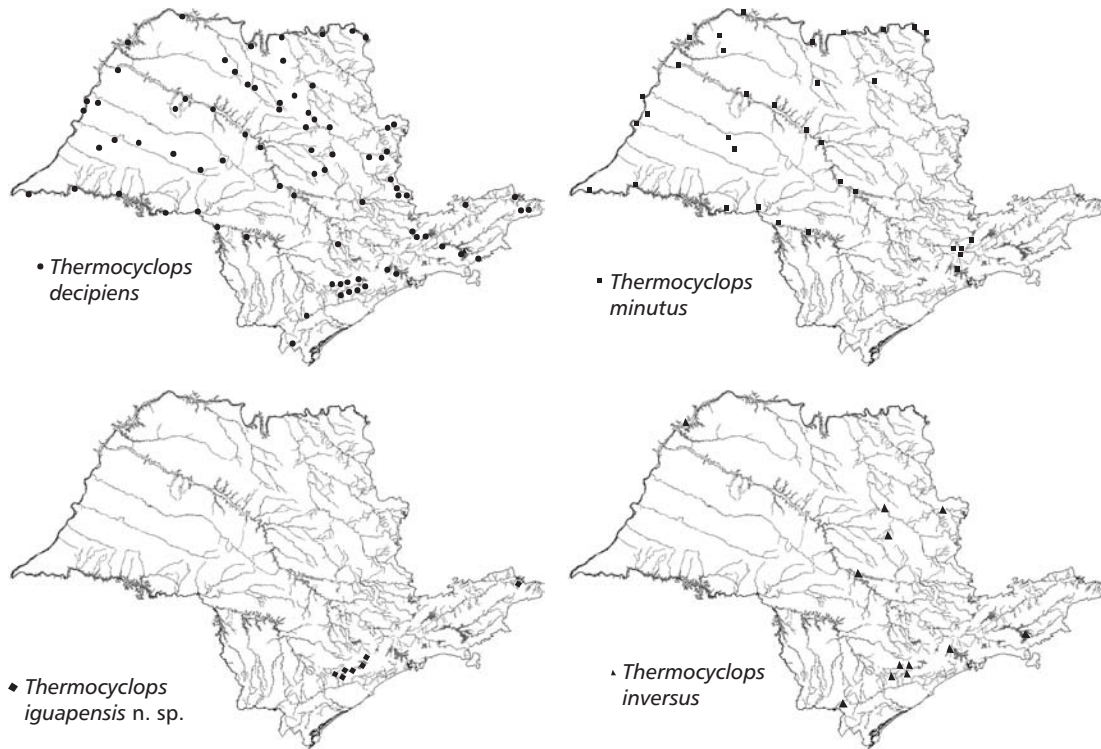 Thermocyclops
decipiens
Thermocyclops
minutus
Thermocyclops
iguapensis n. sp.
Thermocyclops
inversus